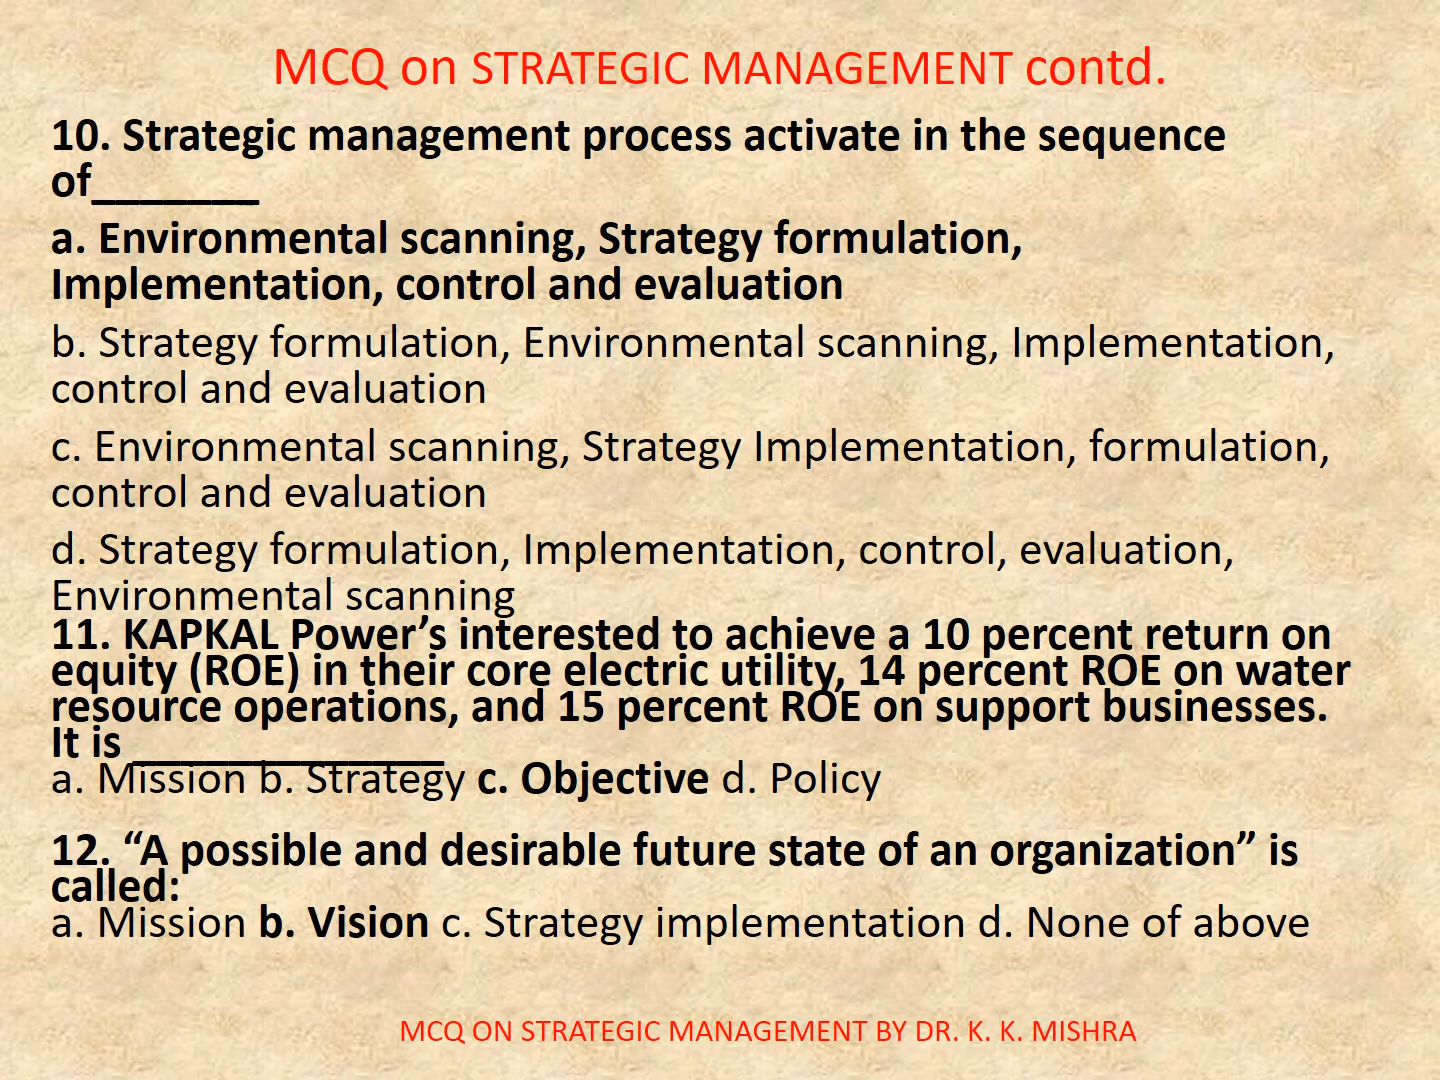 MCQ on STRATEGIC MANAGEMENT contd.
10. Strategic management process activate in the sequence
of_______
a. Environmental scanning, Strategy formulation,
Implementation, control and evaluation
b. Strategy formulation, Environmental scanning, Implementation,
control and evaluation
c. Environmental scanning, Strategy Implementation, formulation,
control and evaluation
d. Strategy formulation, Implementation, control, evaluation,
Environmental scanning
11. KAPKAL Power’s interested to achieve a 10 percent return on
equity (ROE) in their core electric utility, 14 percent ROE on water
resource operations, and 15 percent ROE on support businesses.
It is _____________
a. Mission b. Strategy c. Objective d. Policy
12. “A possible and desirable future state of an organization” is
called:
a. Mission b. Vision c. Strategy implementation d. None of above
MCQ ON STRATEGIC MANAGEMENT BY DR. K. K. MISHRA